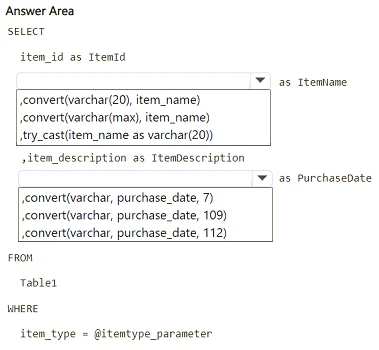 Answer Area
SELECT
item_id as ItemId
as ItemName
,convert(varchar(20), item_name)
,convert(varchar(max), item_name)
,try_cast(item_name as varchar(20))
,item_description as ItemDescription
as PurchaseDate
,convert(varchar, purchase_date, 7)
,convert(varchar, purchase_date, 109)
,convert(varchar, purchase_date, 112)
FROM
Table1
WHERE
item_type = @itemtype_parameter